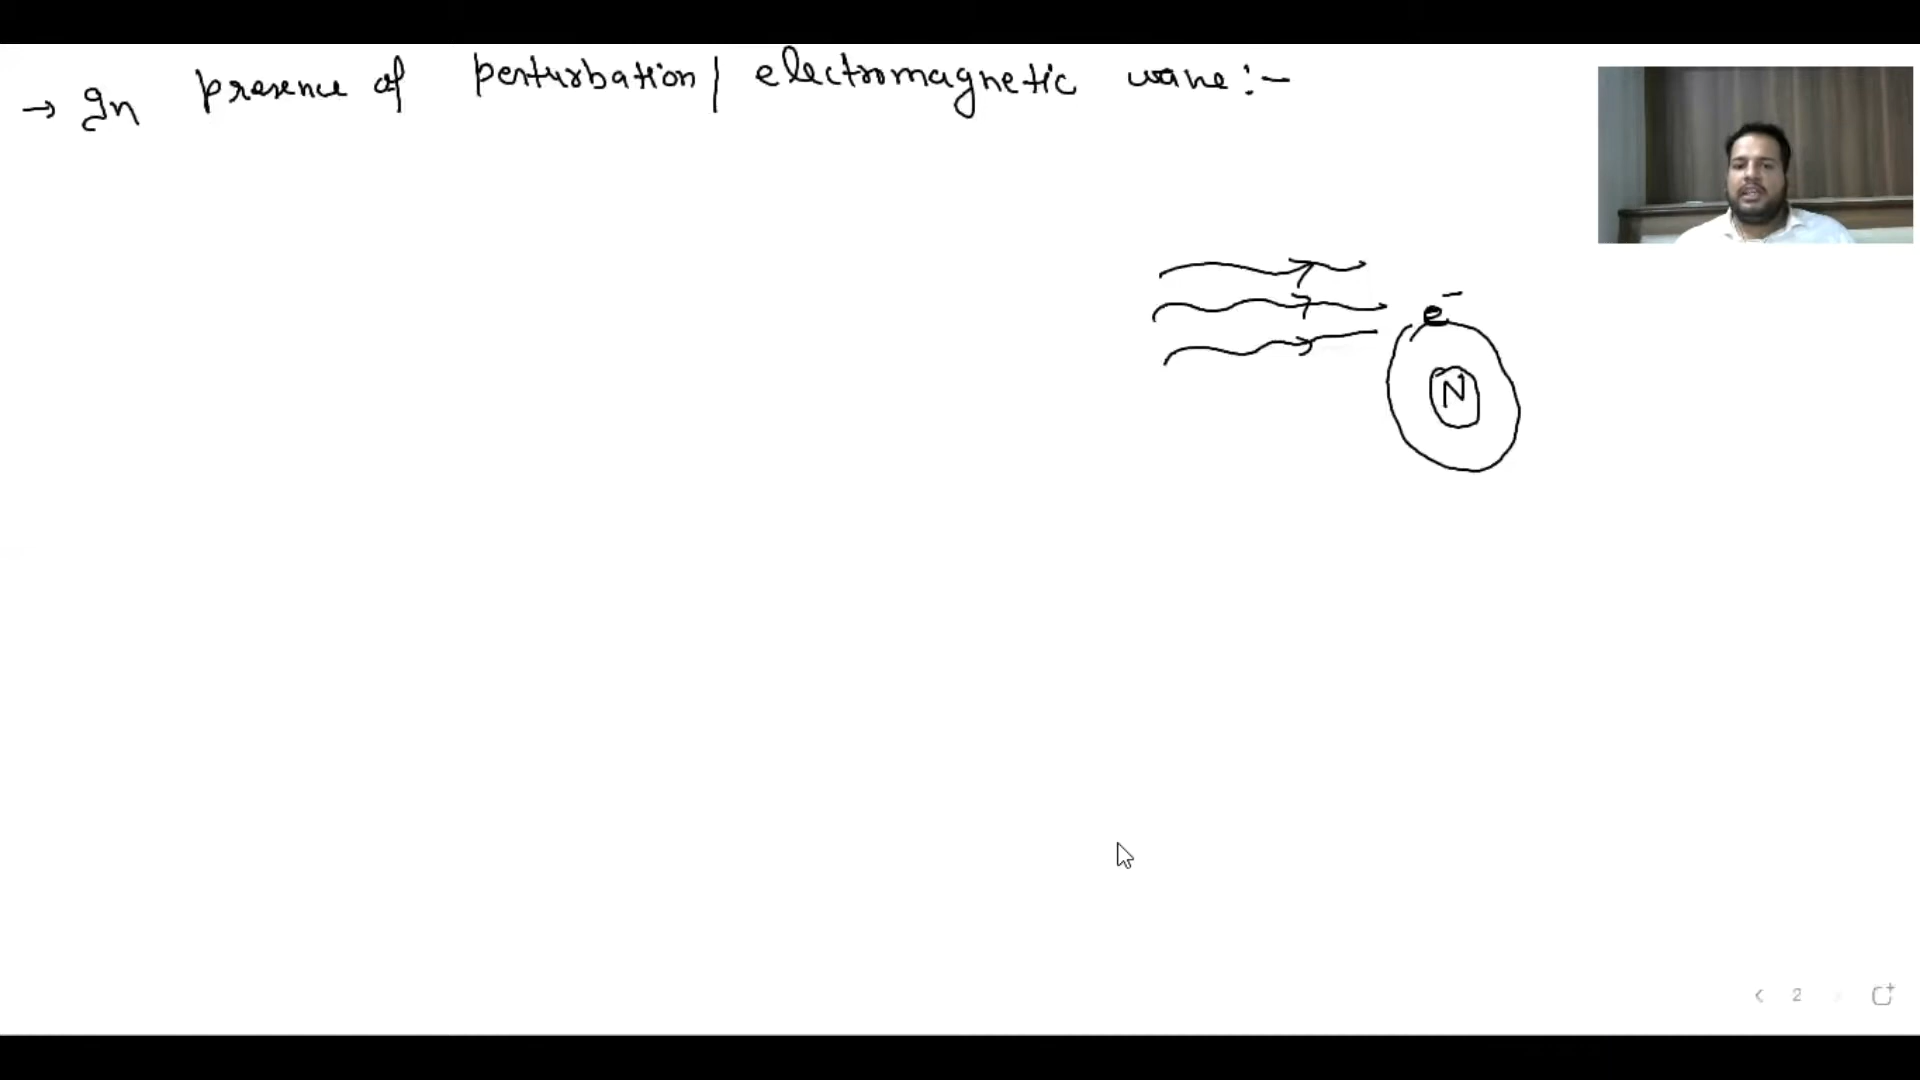 → In presence of perturbation| electromagnetic wave:-
e⁻
N
< 2